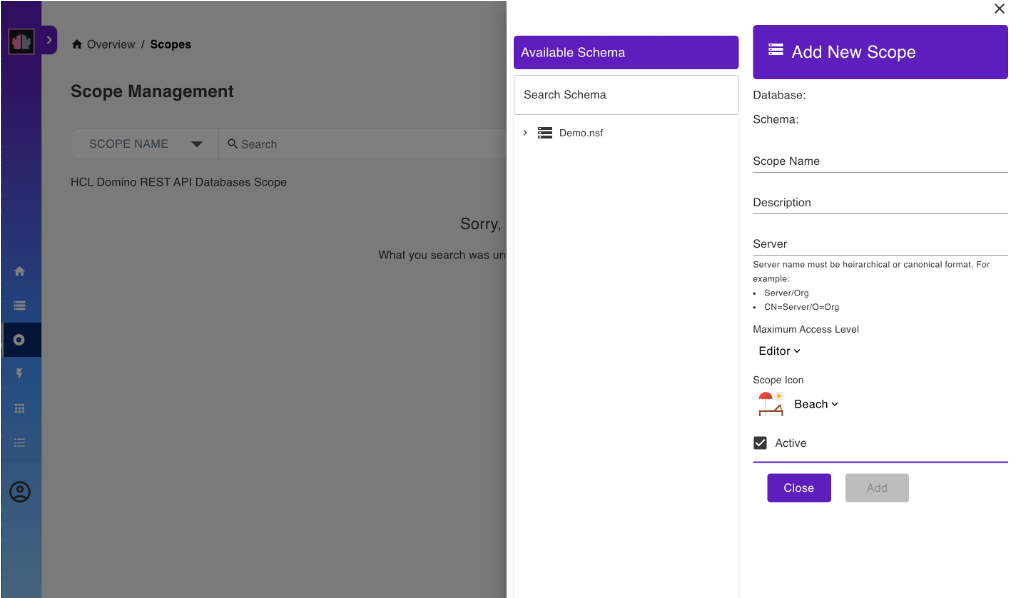 Overview / Scopes
Scope Management
SCOPE NAME Search
HCL Domino REST API Databases Scope
Sorry,
What you search was un
Available Schema
Search Schema
Demo.nsf
Add New Scope
Database:
Schema:
Scope Name
Description
Server
Server name must be heirarchical or canonical format. For
example:
• Server/Org
• CN=Server/O=Org
Maximum Access Level
Editor
Scope Icon
Beach
Active
Close Add